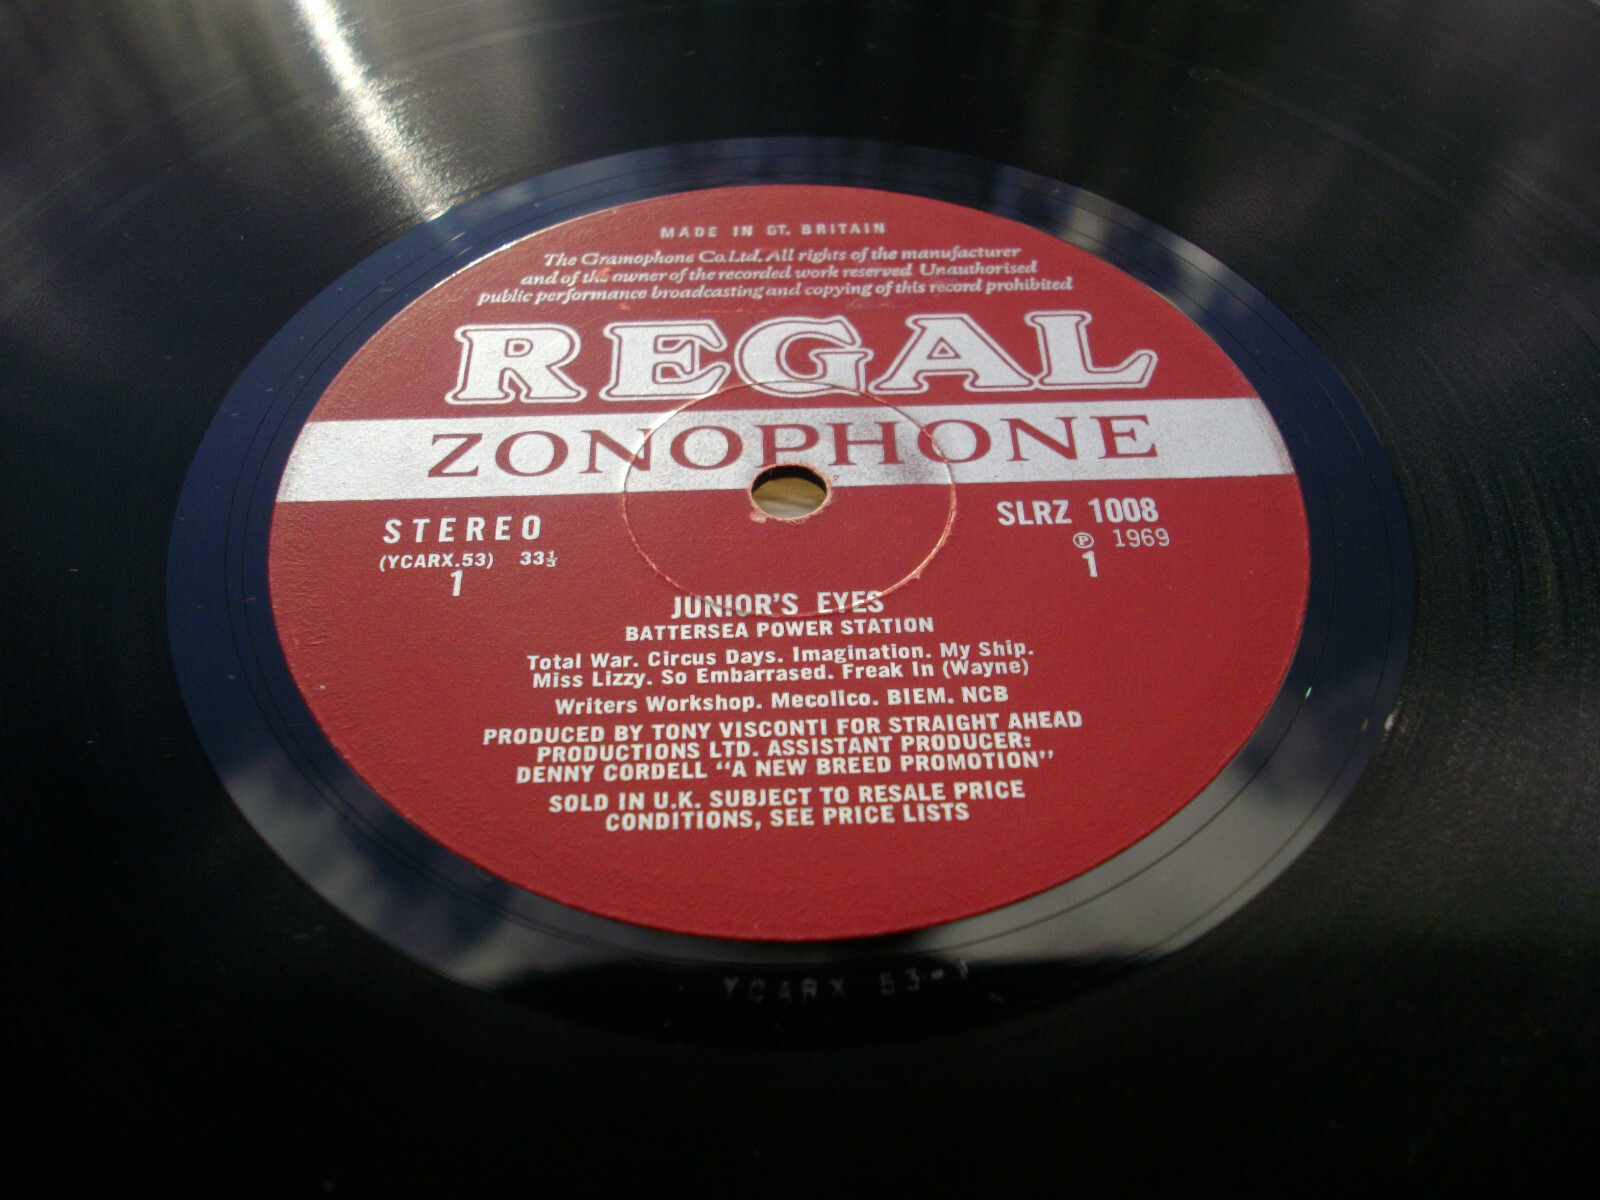 MADE IN GT. BRITAIN
The Gramophone Co. Ltd. All rights of the manufacturer
and of the owner of the recorded work reserved Unauthorised
public performance broadcasting and copying of this record prohibited
REGAL
ZONOPHONE
STEREO
(YCARX.53) 33⅓
1
SLRZ 1008
℗ 1969
1
JUNIOR'S EYES
BATTERSEA POWER STATION
Total War. Circus Days. Imagination. My Ship.
Miss Lizzy. So Embarrased. Freak In (Wayne)
Writers Workshop. Mecolico. BIEM. NCB
PRODUCED BY TONY VISCONTI FOR STRAIGHT AHEAD
PRODUCTIONS LTD. ASSISTANT PRODUCER:
DENNY CORDELL "A NEW BREED PROMOTION"
SOLD IN U.K. SUBJECT TO RESALE PRICE
CONDITIONS, SEE PRICE LISTS
YCARX 53-1